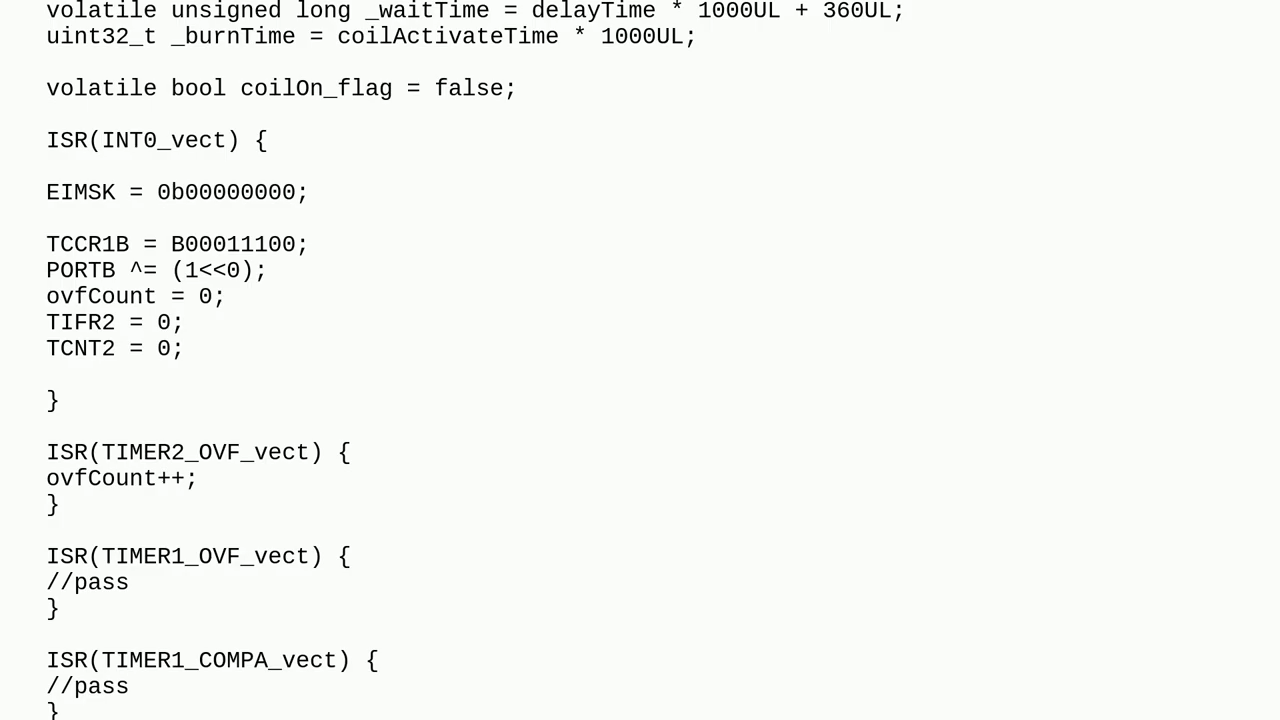 volatile unsigned long _waitTime = delayTime * 1000UL + 360UL;
uint32_t _burnTime = coilActivateTime * 1000UL;
volatile bool coilOn_flag = false;
ISR(INT0_vect) {
EIMSK = 0b00000000;
TCCR1B = B00011100;
PORTB ^= (1<<0);
ovfCount = 0;
TIFR2 = 0;
TCNT2 = 0;
}
ISR(TIMER2_OVF_vect) {
ovfCount++;
}
ISR(TIMER1_OVF_vect) {
//pass
}
ISR(TIMER1_COMPA_vect) {
//pass
}